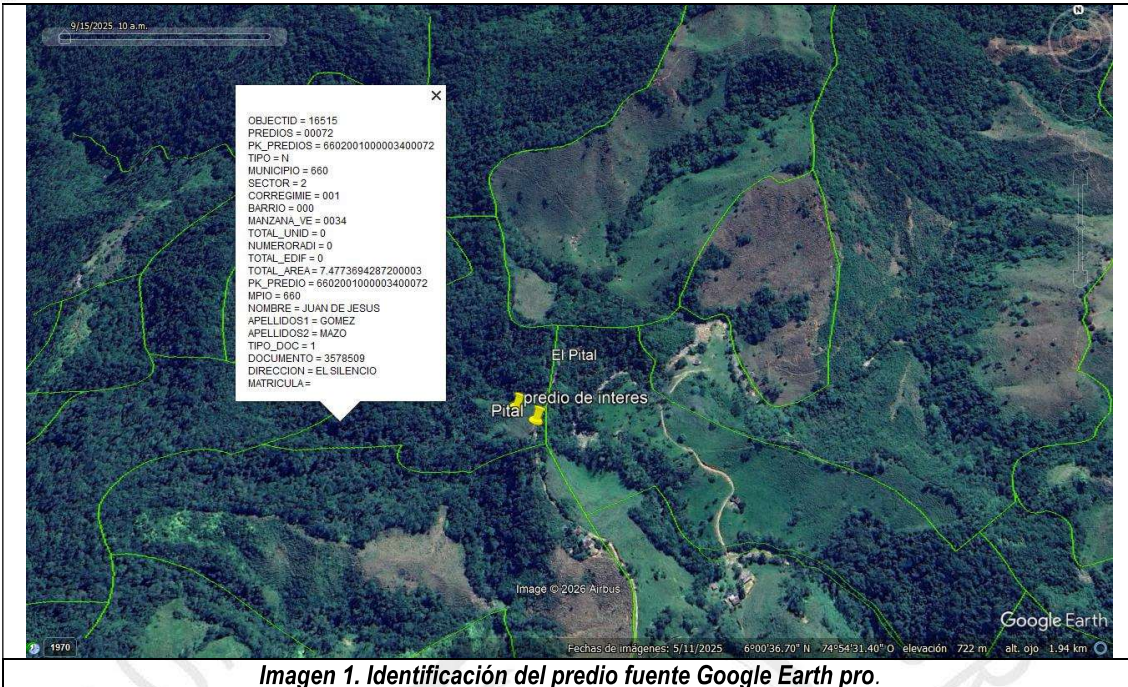 9/15/2025 10 a.m.
OBJECTID = 16515
PREDIOS = 00072
PK_PREDIOS = 6602001000003400072
TIPO = N
MUNICIPIO = 660
SECTOR = 2
CORREGIMIE = 001
BARRIO = 000
MANZANA_VE = 0034
TOTAL_UNID = 0
NUMERORADI = 0
TOTAL_EDIF = 0
TOTAL_AREA = 7.4773694287200003
PK_PREDIO = 6602001000003400072
MPIO = 660
NOMBRE = JUAN DE JESUS
APELLIDOS1 = GOMEZ
APELLIDOS2 = MAZO
TIPO_DOC = 1
DOCUMENTO = 3578509
DIRECCION = EL SILENCIO
MATRICULA =
N
El Pital
predio de interes
Pital
Image © 2026 Airbus
Google Earth
1970
Fechas de imágenes: 5/11/2025 6°00'36.70" N 74°54'31.40" O elevación 722 m alt. ojo 1.94 km
Imagen 1. Identificación del predio fuente Google Earth pro.